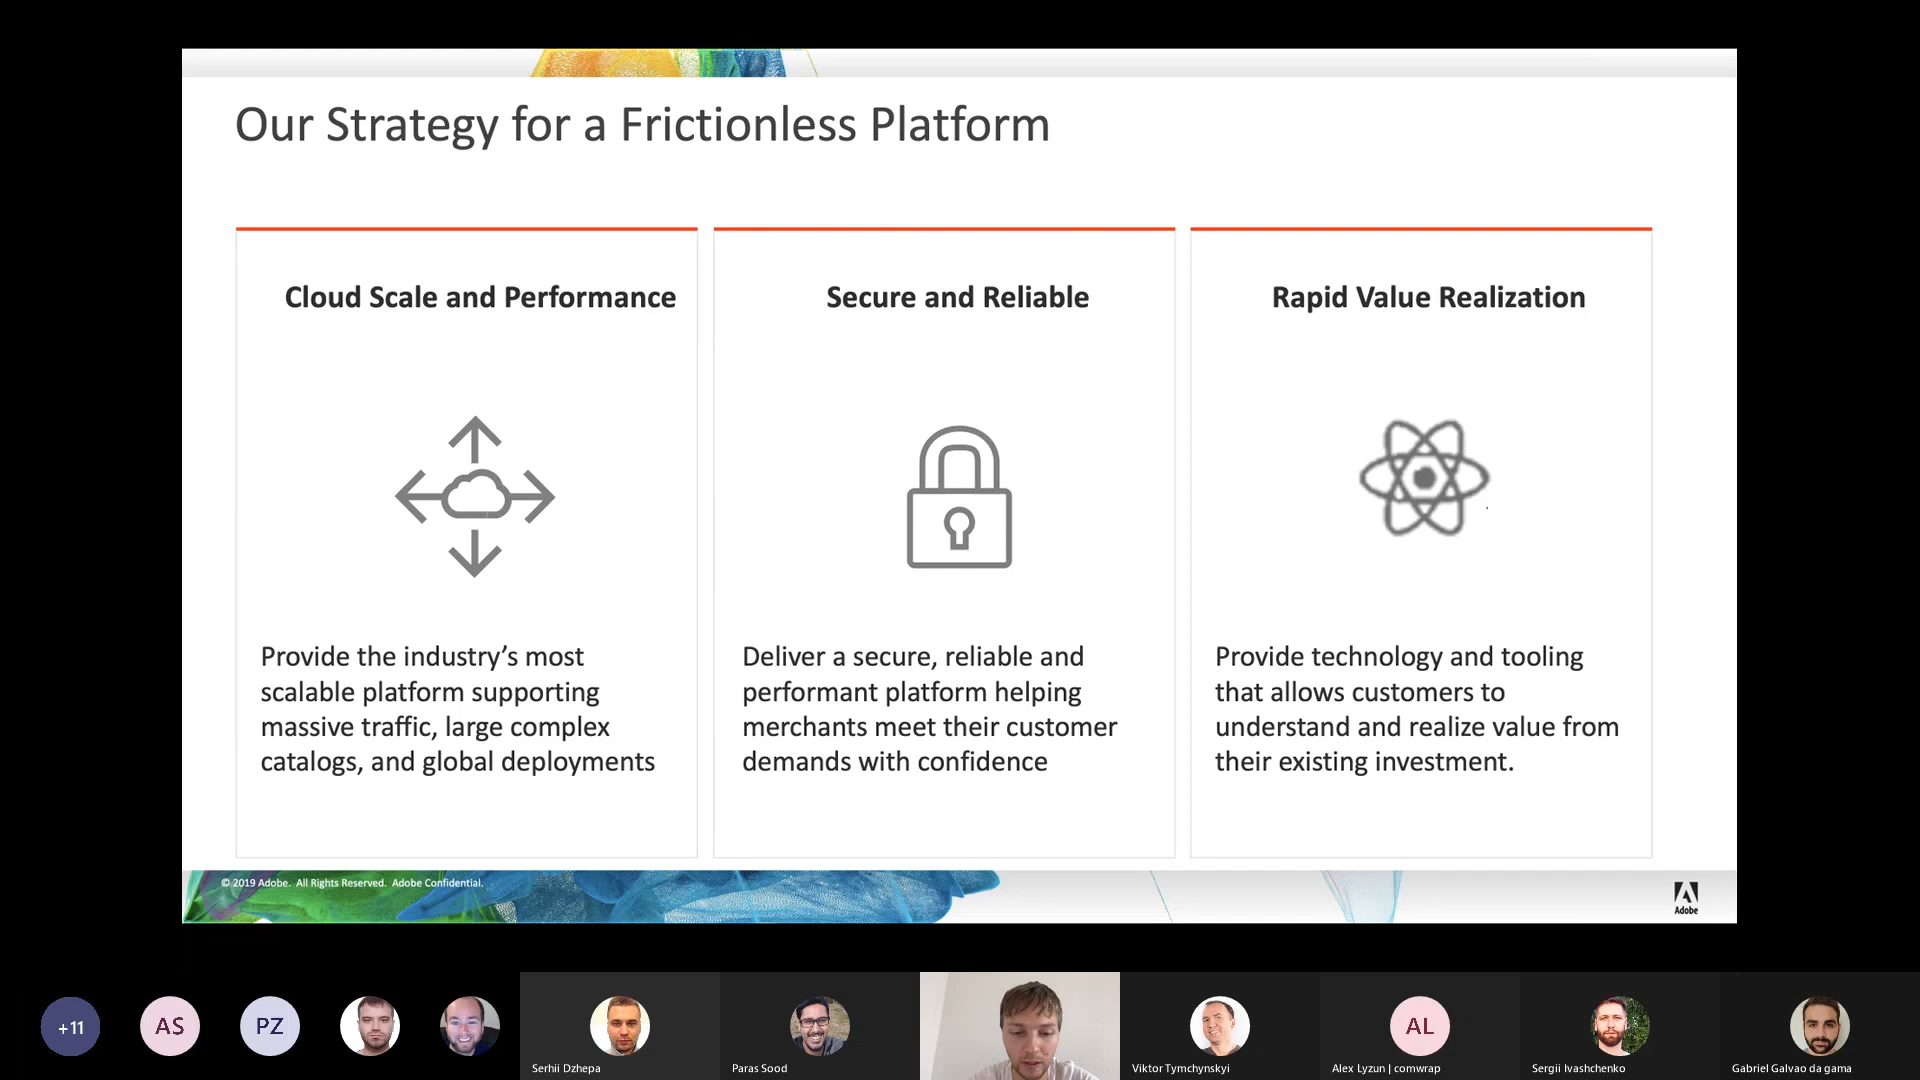 Our Strategy for a Frictionless Platform
Cloud Scale and Performance
Provide the industry’s most
scalable platform supporting
massive traffic, large complex
catalogs, and global deployments
Secure and Reliable
Deliver a secure, reliable and
performant platform helping
merchants meet their customer
demands with confidence
Rapid Value Realization
Provide technology and tooling
that allows customers to
understand and realize value from
their existing investment.
© 2019 Adobe. All Rights Reserved. Adobe Confidential.
Adobe
+11
AS
PZ
Serhii Dzhepa
Paras Sood
Viktor Tymchynskyi
AL
Alex Lyzun | comwrap
Sergii Ivashchenko
Gabriel Galvao da gama